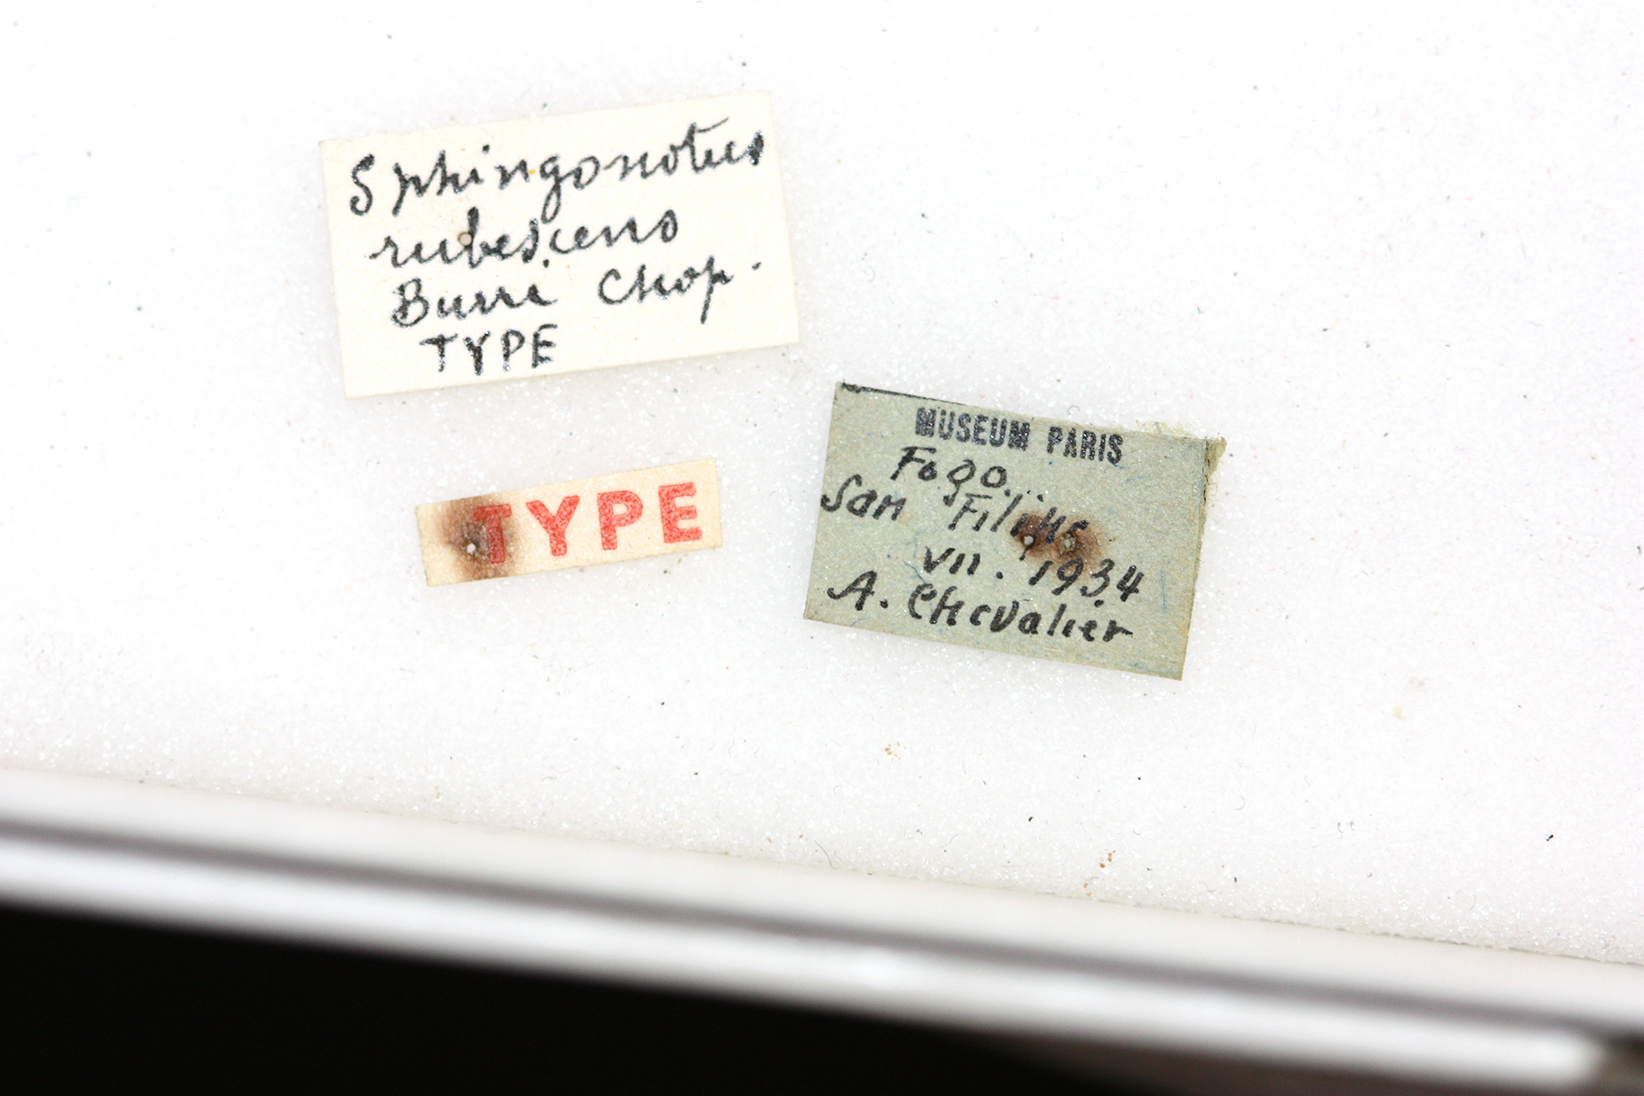 Sphingonotus
rubescens
Burri Chop.
TYPE
TYPE
MUSEUM PARIS
Fogo
San Filipe
VII. 1934
A. Chevalier